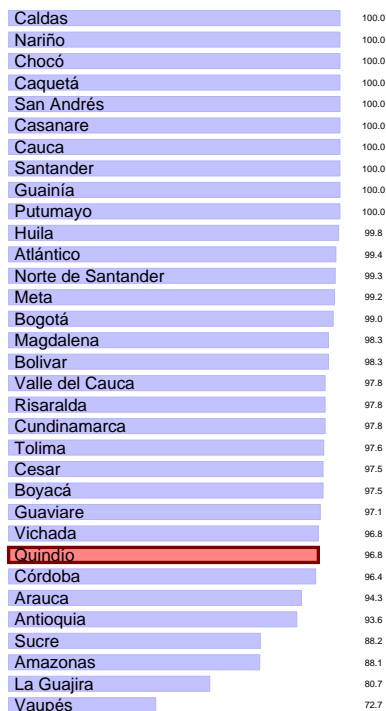 Caldas 100.0
Nariño 100.0
Chocó 100.0
Caquetá 100.0
San Andrés 100.0
Casanare 100.0
Cauca 100.0
Santander 100.0
Guainía 100.0
Putumayo 100.0
Huila 99.8
Atlántico 99.4
Norte de Santander 99.3
Meta 99.2
Bogotá 99.0
Magdalena 98.3
Bolivar 98.3
Valle del Cauca 97.8
Risaralda 97.8
Cundinamarca 97.8
Tolima 97.6
Cesar 97.5
Boyacá 97.5
Guaviare 97.1
Vichada 96.8
Quindío 96.8
Córdoba 96.4
Arauca 94.3
Antioquia 93.6
Sucre 88.2
Amazonas 88.1
La Guajira 80.7
Vaupés 72.7